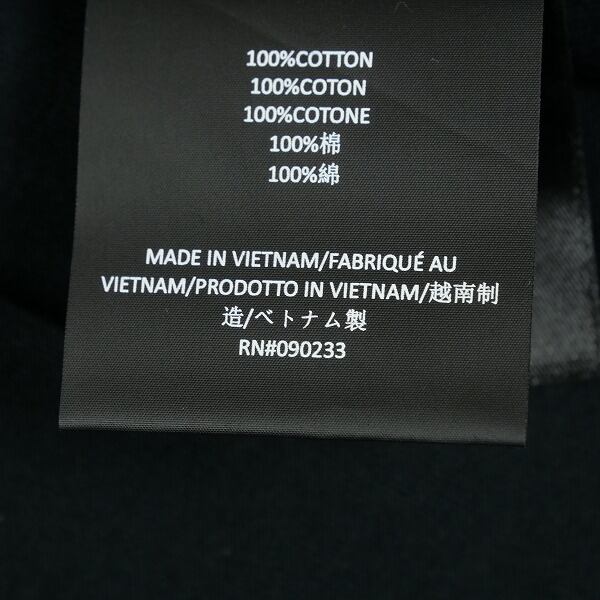 100%COTTON
100%COTON
100%COTONE
100%棉
100%綿
MADE IN VIETNAM/FABRIQUÉ AU
VIETNAM/PRODOTTO IN VIETNAM/越南制
造/ベトナム製
RN#090233